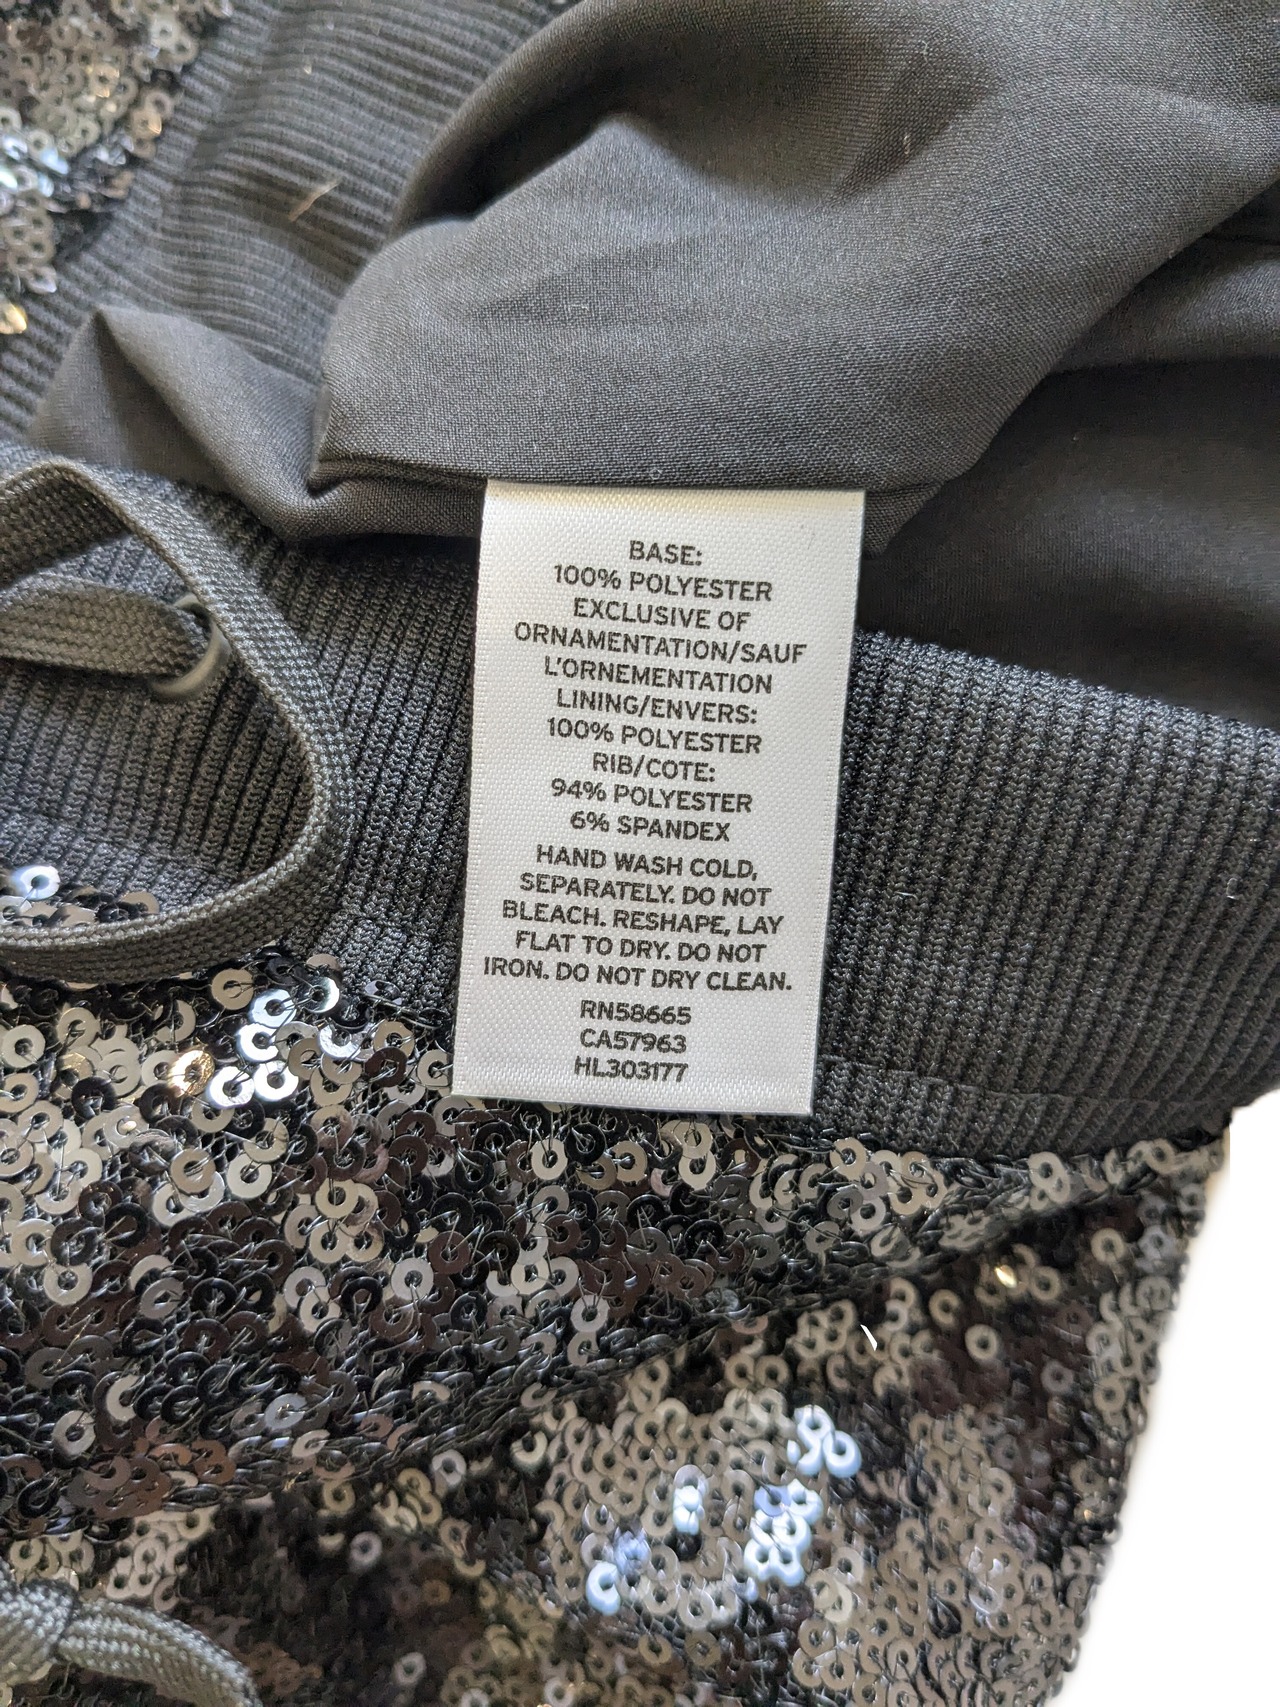 BASE:
100% POLYESTER
EXCLUSIVE OF
ORNAMENTATION/SAUF
L'ORNEMENTATION
LINING/ENVERS:
100% POLYESTER
RIB/COTE:
94% POLYESTER
6% SPANDEX
HAND WASH COLD,
SEPARATELY. DO NOT
BLEACH. RESHAPE, LAY
FLAT TO DRY. DO NOT
IRON. DO NOT DRY CLEAN.
RN58665
CA57963
HL303177